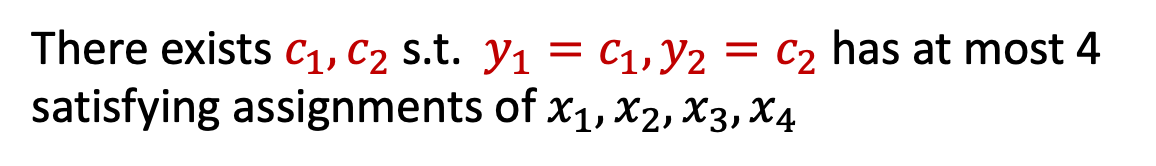 There exists c₁, c₂ s.t. y₁ = c₁, y₂ = c₂ has at most 4
satisfying assignments of x₁, x₂, x₃, x₄